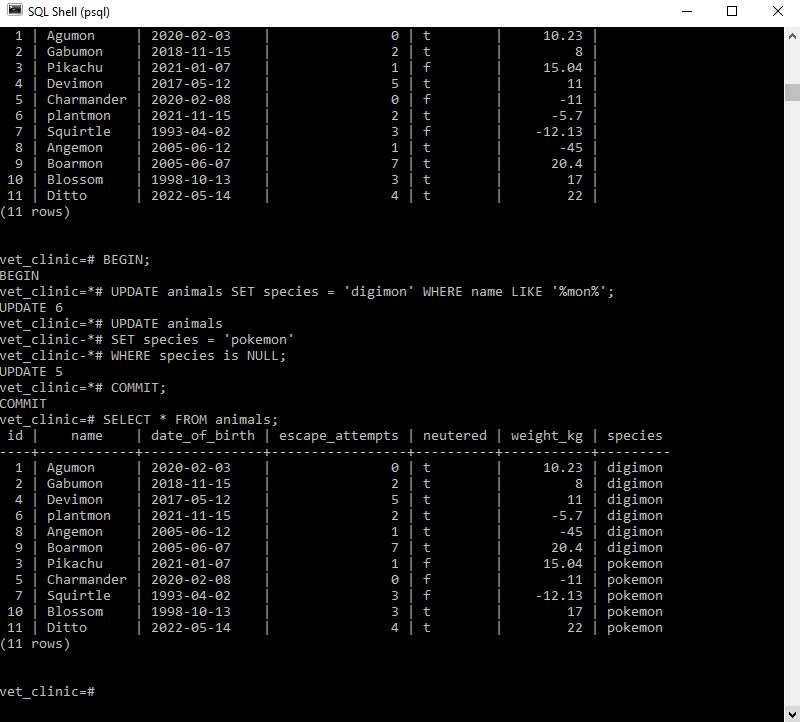 SQL Shell (psql)
  1 | Agumon     | 2020-02-03    |               0 | t        |     10.23 |
  2 | Gabumon    | 2018-11-15    |               2 | t        |         8 |
  3 | Pikachu    | 2021-01-07    |               1 | f        |     15.04 |
  4 | Devimon    | 2017-05-12    |               5 | t        |        11 |
  5 | Charmander | 2020-02-08    |               0 | f        |       -11 |
  6 | plantmon   | 2021-11-15    |               2 | t        |      -5.7 |
  7 | Squirtle   | 1993-04-02    |               3 | f        |    -12.13 |
  8 | Angemon    | 2005-06-12    |               1 | t        |       -45 |
  9 | Boarmon    | 2005-06-07    |               7 | t        |      20.4 |
 10 | Blossom    | 1998-10-13    |               3 | t        |        17 |
 11 | Ditto      | 2022-05-14    |               4 | t        |        22 |
(11 rows)
vet_clinic=# BEGIN;
BEGIN
vet_clinic=*# UPDATE animals SET species = 'digimon' WHERE name LIKE '%mon%';
UPDATE 6
vet_clinic=*# UPDATE animals
vet_clinic-*# SET species = 'pokemon'
vet_clinic-*# WHERE species is NULL;
UPDATE 5
vet_clinic=*# COMMIT;
COMMIT
vet_clinic=# SELECT * FROM animals;
 id |    name    | date_of_birth | escape_attempts | neutered | weight_kg | species
----+------------+---------------+-----------------+----------+-----------+---------
  1 | Agumon     | 2020-02-03    |               0 | t        |     10.23 | digimon
  2 | Gabumon    | 2018-11-15    |               2 | t        |         8 | digimon
  4 | Devimon    | 2017-05-12    |               5 | t        |        11 | digimon
  6 | plantmon   | 2021-11-15    |               2 | t        |      -5.7 | digimon
  8 | Angemon    | 2005-06-12    |               1 | t        |       -45 | digimon
  9 | Boarmon    | 2005-06-07    |               7 | t        |      20.4 | digimon
  3 | Pikachu    | 2021-01-07    |               1 | f        |     15.04 | pokemon
  5 | Charmander | 2020-02-08    |               0 | f        |       -11 | pokemon
  7 | Squirtle   | 1993-04-02    |               3 | f        |    -12.13 | pokemon
 10 | Blossom    | 1998-10-13    |               3 | t        |        17 | pokemon
 11 | Ditto      | 2022-05-14    |               4 | t        |        22 | pokemon
(11 rows)
vet_clinic=#